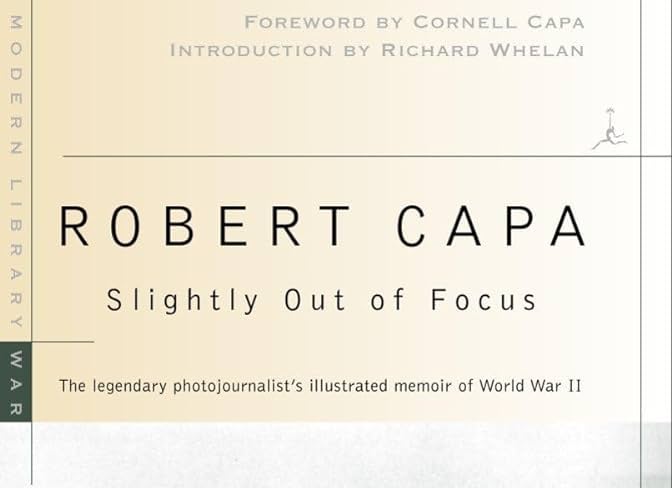 FOREWORD BY CORNELL CAPA
INTRODUCTION BY RICHARD WHELAN
MODERN LIBRARY
WAR
ROBERT CAPA
Slightly Out of Focus
The legendary photojournalist's illustrated memoir of World War II